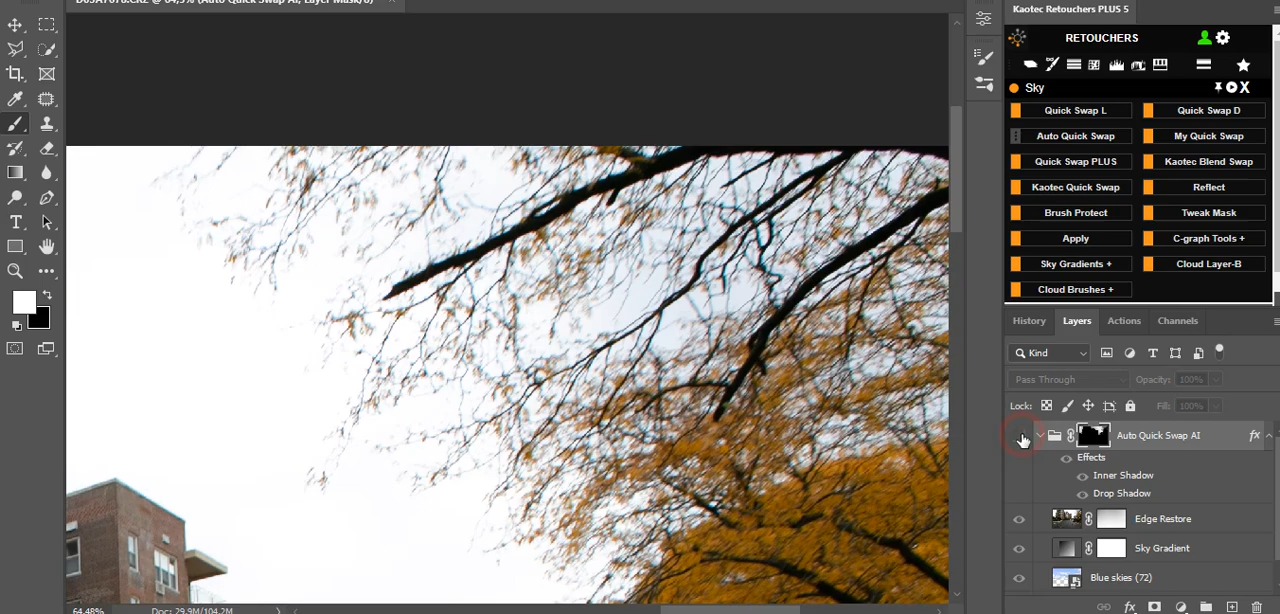 Kaotec Retouchers PLUS 5
RETOUCHERS
Sky
Quick Swap L
Quick Swap D
Auto Quick Swap
My Quick Swap
Quick Swap PLUS
Kaotec Blend Swap
Kaotec Quick Swap
Reflect
Brush Protect
Tweak Mask
Apply
C-graph Tools +
Sky Gradients +
Cloud Layer-B
Cloud Brushes +
History
Layers
Actions
Channels
Kind
Pass Through
Opacity: 100%
Lock:
Fill: 100%
Auto Quick Swap AI
fx
Effects
Inner Shadow
Drop Shadow
Edge Restore
Sky Gradient
Blue skies (72)
64.48%
Doc: 29.9M/104.2M